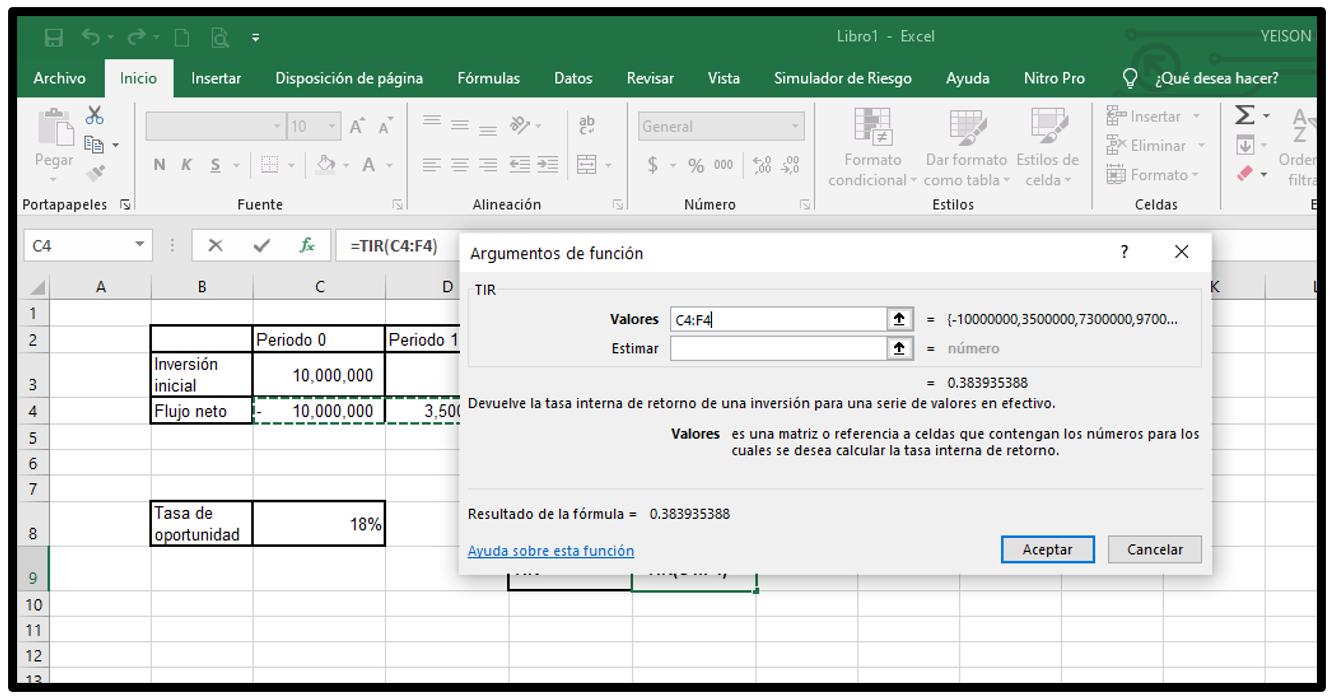 Libro1 - Excel YEISON
Archivo Inicio Insertar Disposición de página Fórmulas Datos Revisar Vista Simulador de Riesgo Ayuda Nitro Pro ¿Qué desea hacer?
Pegar
10 A A ab General $ % 000
N K S A
Formato condicional
Dar formato como tabla
Estilos de celda
Insertar
Eliminar
Formato
Σ A Z
Portapapeles Fuente Alineación Número Estilos Celdas
C4 fx =TIR(C4:F4)
A B C D K
1
2 Periodo 0 Periodo 1
3 Inversión inicial 10,000,000
4 Flujo neto - 10,000,000
5
6
7
8 Tasa de oportunidad 18%
9
10
11
12
13
Argumentos de función ?
TIR
Valores C4:F4 = {-10000000,3500000,7300000,9700...
Estimar = número
= 0.383935388
Devuelve la tasa interna de retorno de una inversión para una serie de valores en efectivo.
Valores es una matriz o referencia a celdas que contengan los números para los
cuales se desea calcular la tasa interna de retorno.
Resultado de la fórmula = 0.383935388
Ayuda sobre esta función Aceptar Cancelar